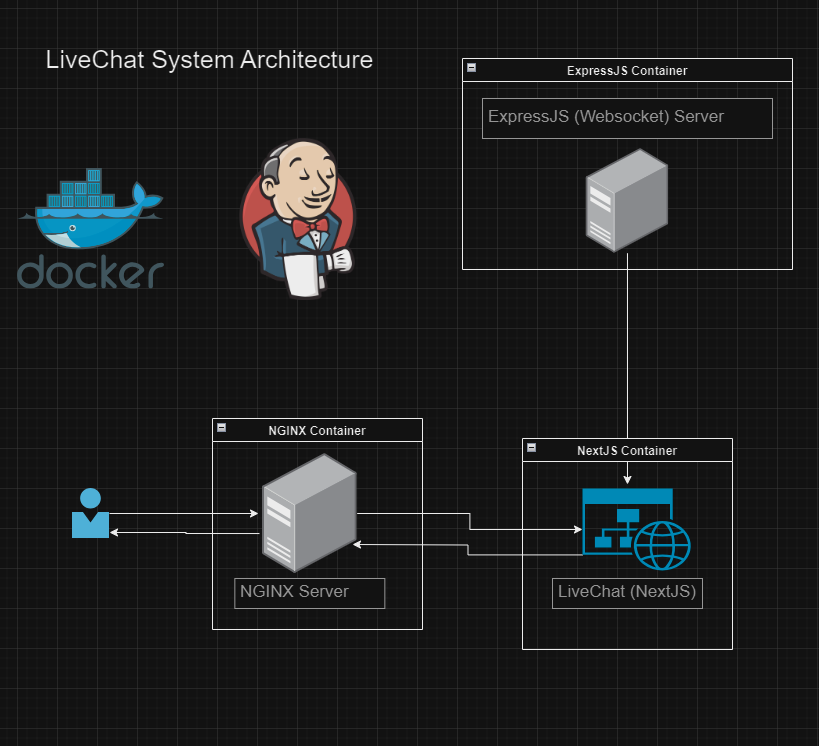 LiveChat System Architecture
ExpressJS Container
ExpressJS (Websocket) Server
docker
NGINX Container
NGINX Server
NextJS Container
LiveChat (NextJS)